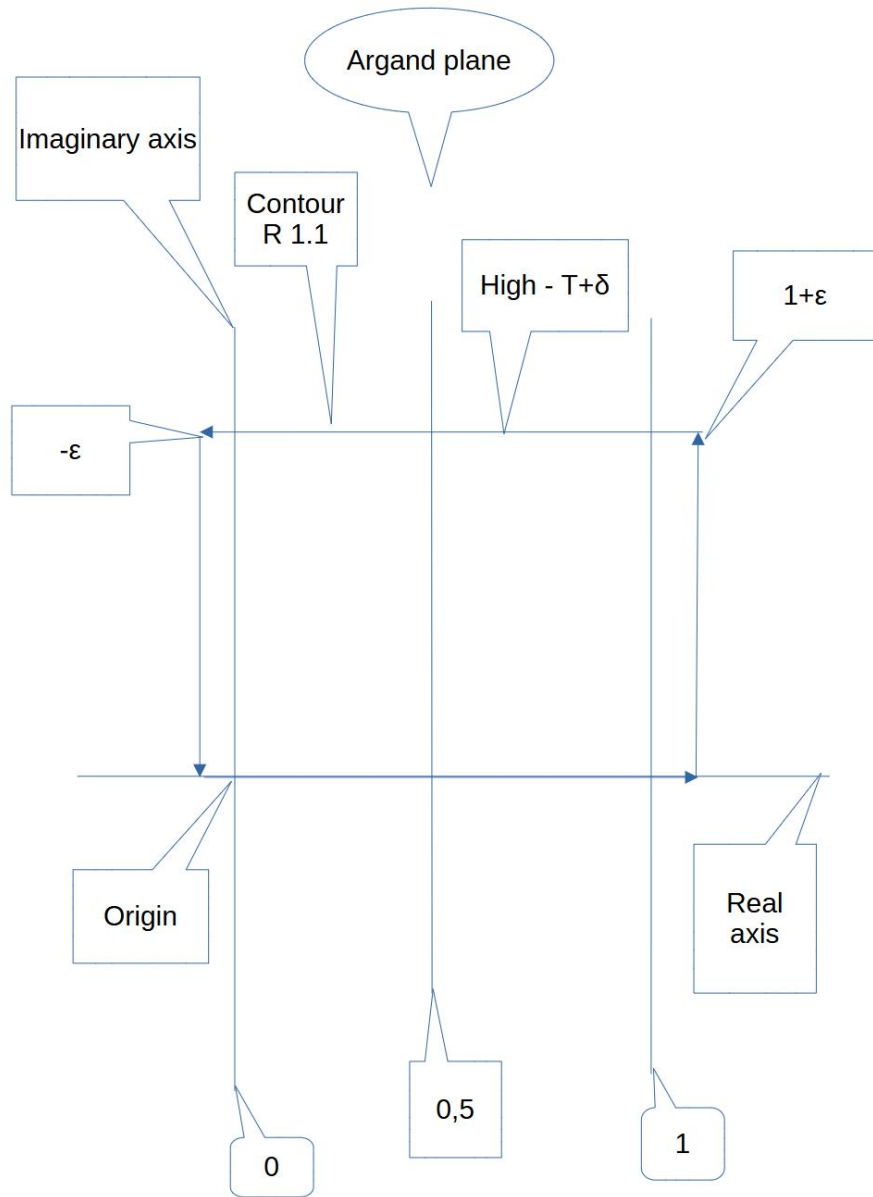 Argand plane
Imaginary axis
Contour
R 1.1
High - T+δ
1+ε
-ε
Origin
Real
axis
0,5
1
0